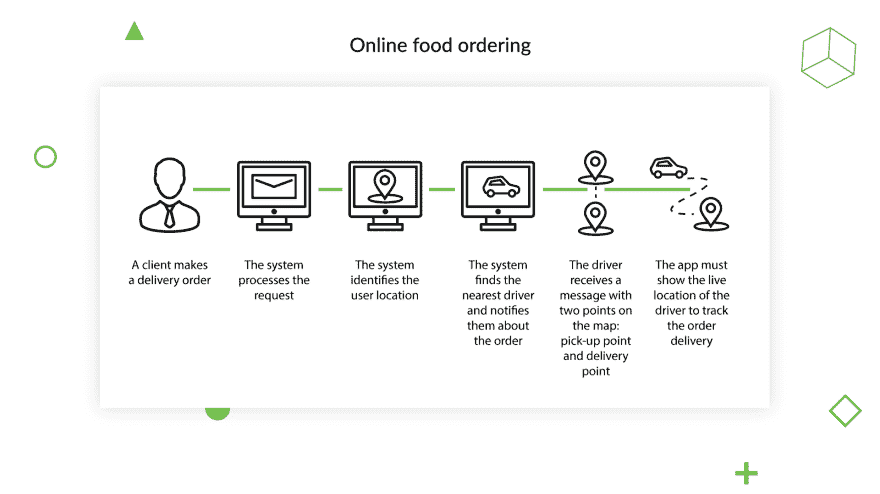 Online food ordering
A client makes
a delivery order
The system
processes the
request
The system
identifies the
user location
The system
finds the
nearest driver
and notifies
them about
the order
The driver
receives a
message with
two points on
the map:
pick-up point
and delivery
point
The app must
show the live
location of the
driver to track
the order
delivery